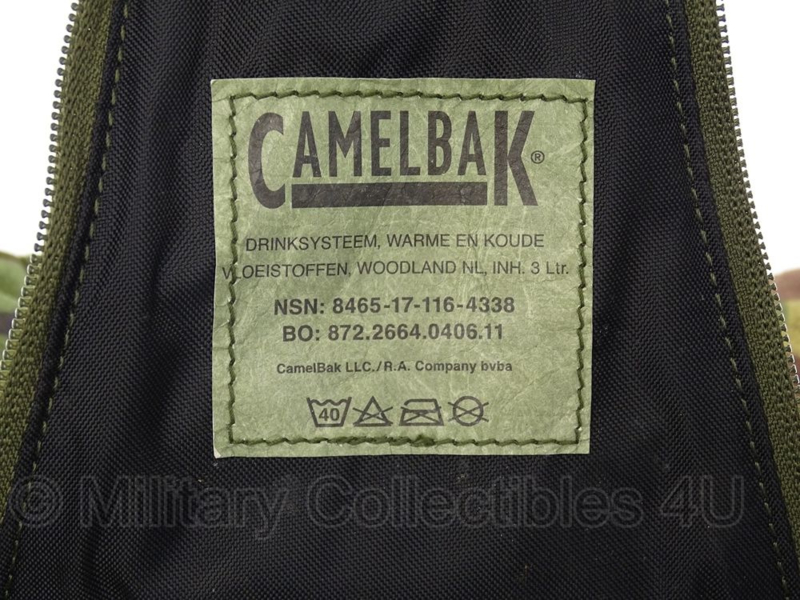 CAMELBAK®
DRINKSYSTEEM, WARME EN KOUDE
VLOEISTOFFEN, WOODLAND NL, INH. 3 Ltr.
NSN: 8465-17-116-4338
BO: 872.2664.0406.11
CamelBak LLC./R.A. Company bvba
40
© Military Collectibles 4U